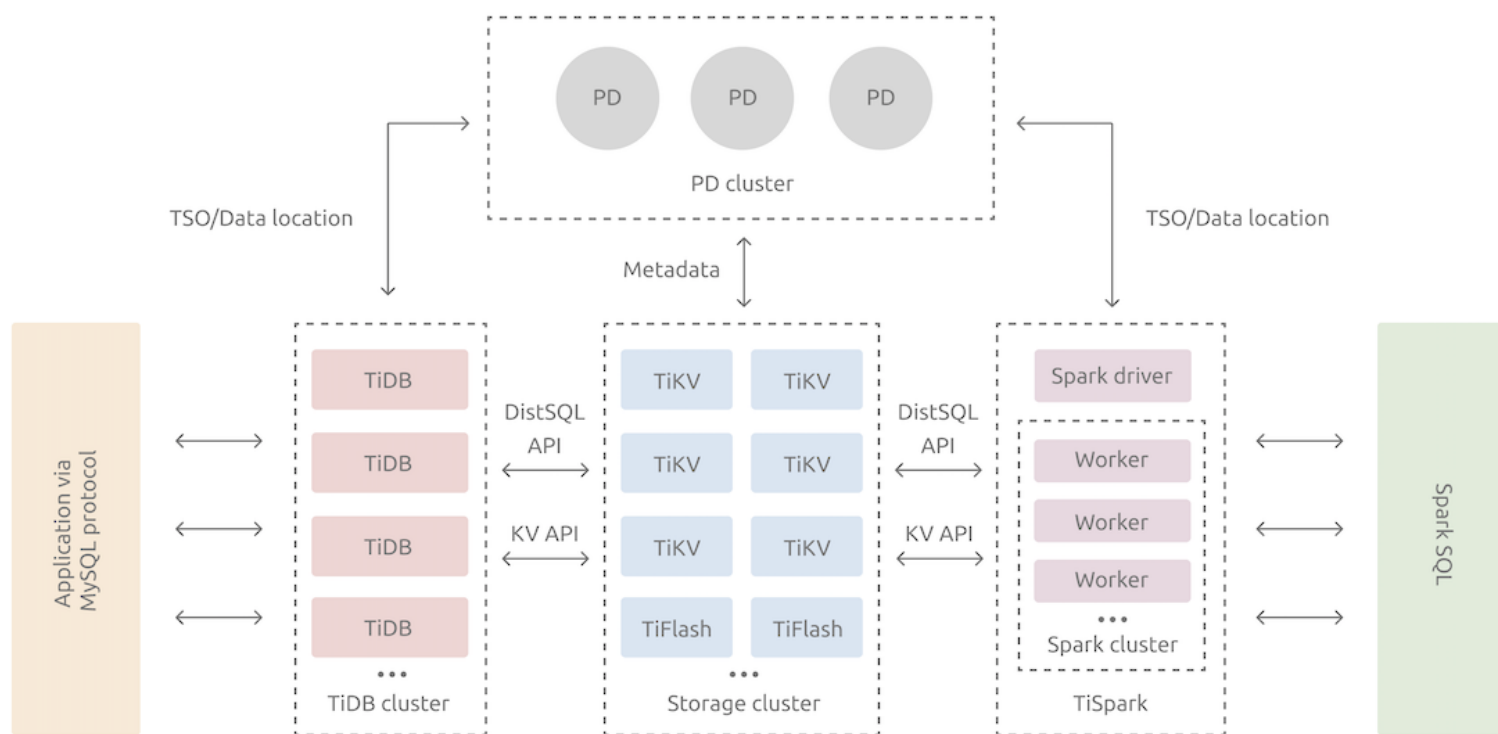 PD
PD
PD
PD cluster
TSO/Data location
TSO/Data location
Metadata
Application via
MySQL protocol
TiDB
TiDB
TiDB
TiDB
•••
TiDB cluster
DistSQL
API
KV API
TiKV
TiKV
TiKV
TiKV
TiKV
TiKV
TiFlash
TiFlash
•••
Storage cluster
DistSQL
API
KV API
Spark driver
Worker
Worker
Worker
•••
Spark cluster
TiSpark
Spark SQL